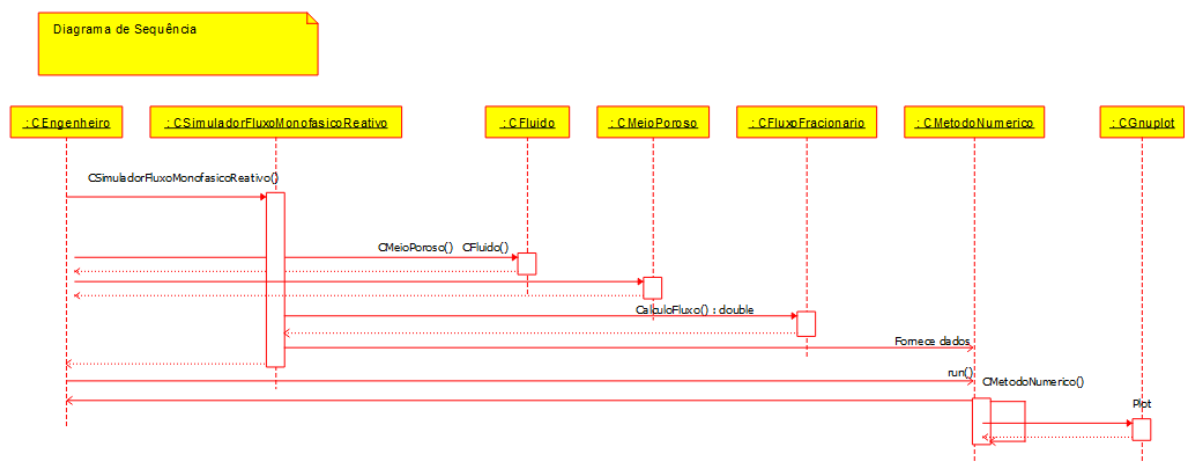 Diagrama de Sequência
: CEngenheiro
: CSimuladorFluxoMonofasicoReativo
: CFluido
: CMeioPoroso
: CFluxoFracionario
: CMetodoNumerico
: CGnuplot
CSimuladorFluxoMonofasicoReativo()
CMeioPoroso()
CFluido()
CalculoFluxo() : double
Fornece dados
run()
CMetodoNumerico()
Plot